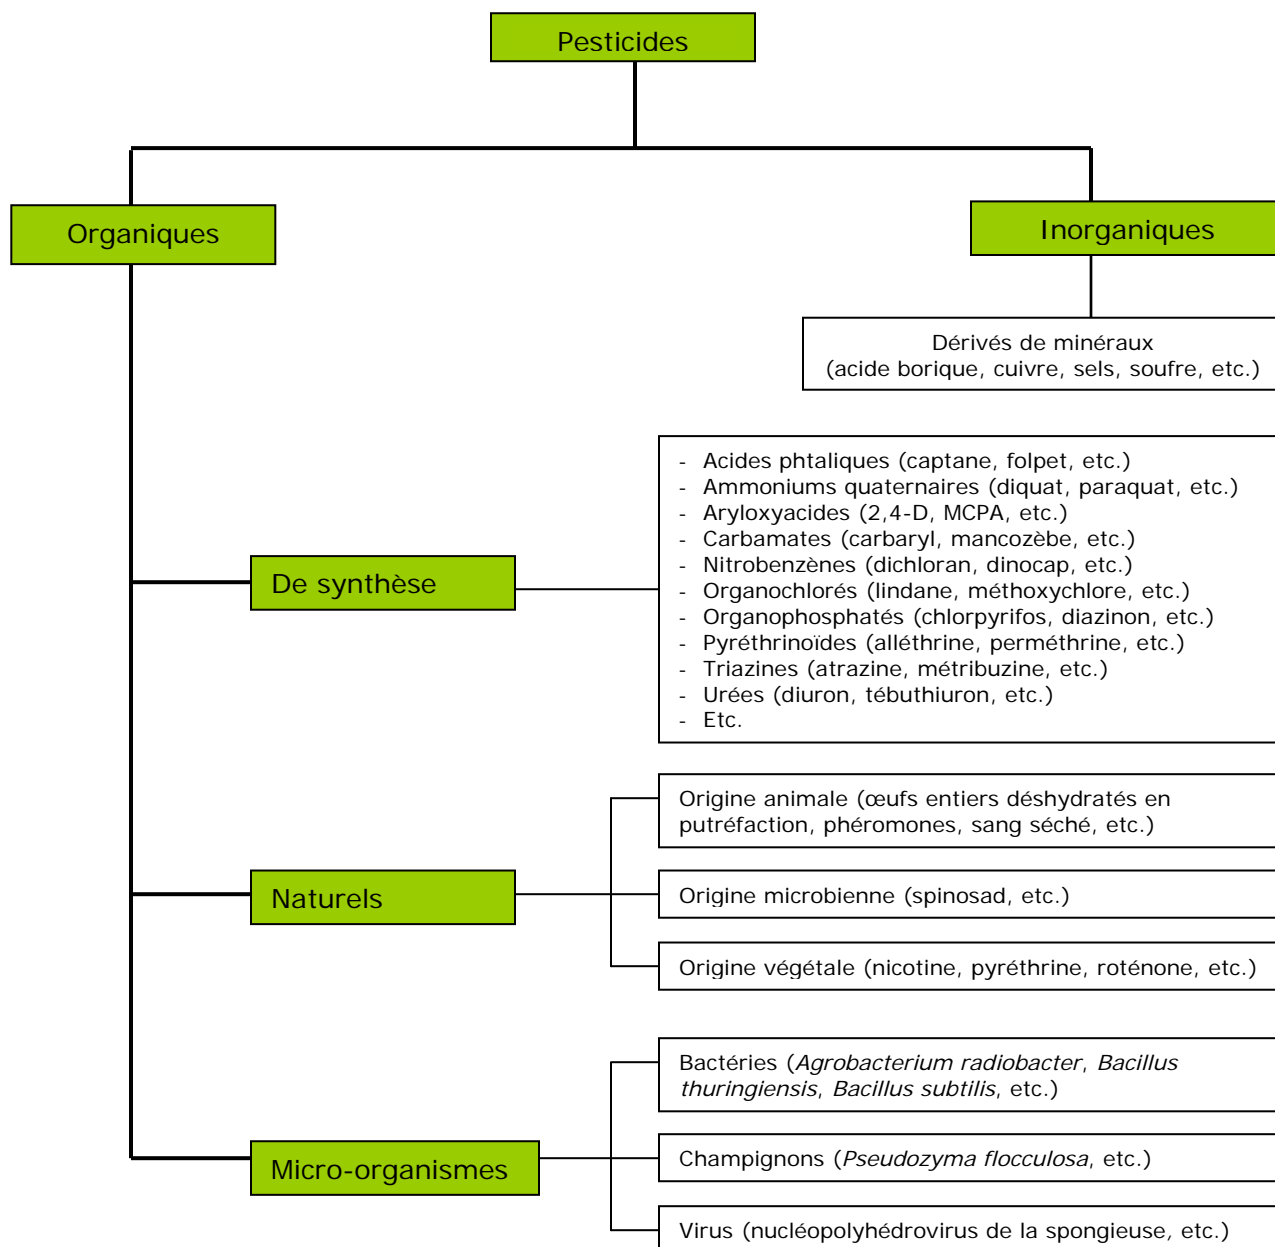 Pesticides
Organiques
Inorganiques
Dérivés de minéraux
(acide borique, cuivre, sels, soufre, etc.)
De synthèse
- Acides phtaliques (captane, folpet, etc.)
- Ammoniums quaternaires (diquat, paraquat, etc.)
- Aryloxyacides (2,4-D, MCPA, etc.)
- Carbamates (carbaryl, mancozèbe, etc.)
- Nitrobenzènes (dichloran, dinocap, etc.)
- Organochlorés (lindane, méthoxychlore, etc.)
- Organophosphatés (chlorpyrifos, diazinon, etc.)
- Pyréthrinoïdes (alléthrine, perméthrine, etc.)
- Triazines (atrazine, métribuzine, etc.)
- Urées (diuron, tébuthiuron, etc.)
- Etc.
Naturels
Origine animale (œufs entiers déshydratés en
putréfaction, phéromones, sang séché, etc.)
Origine microbienne (spinosad, etc.)
Origine végétale (nicotine, pyréthrine, roténone, etc.)
Micro-organismes
Bactéries (Agrobacterium radiobacter, Bacillus
thuringiensis, Bacillus subtilis, etc.)
Champignons (Pseudozyma flocculosa, etc.)
Virus (nucléopolyhédrovirus de la spongieuse, etc.)